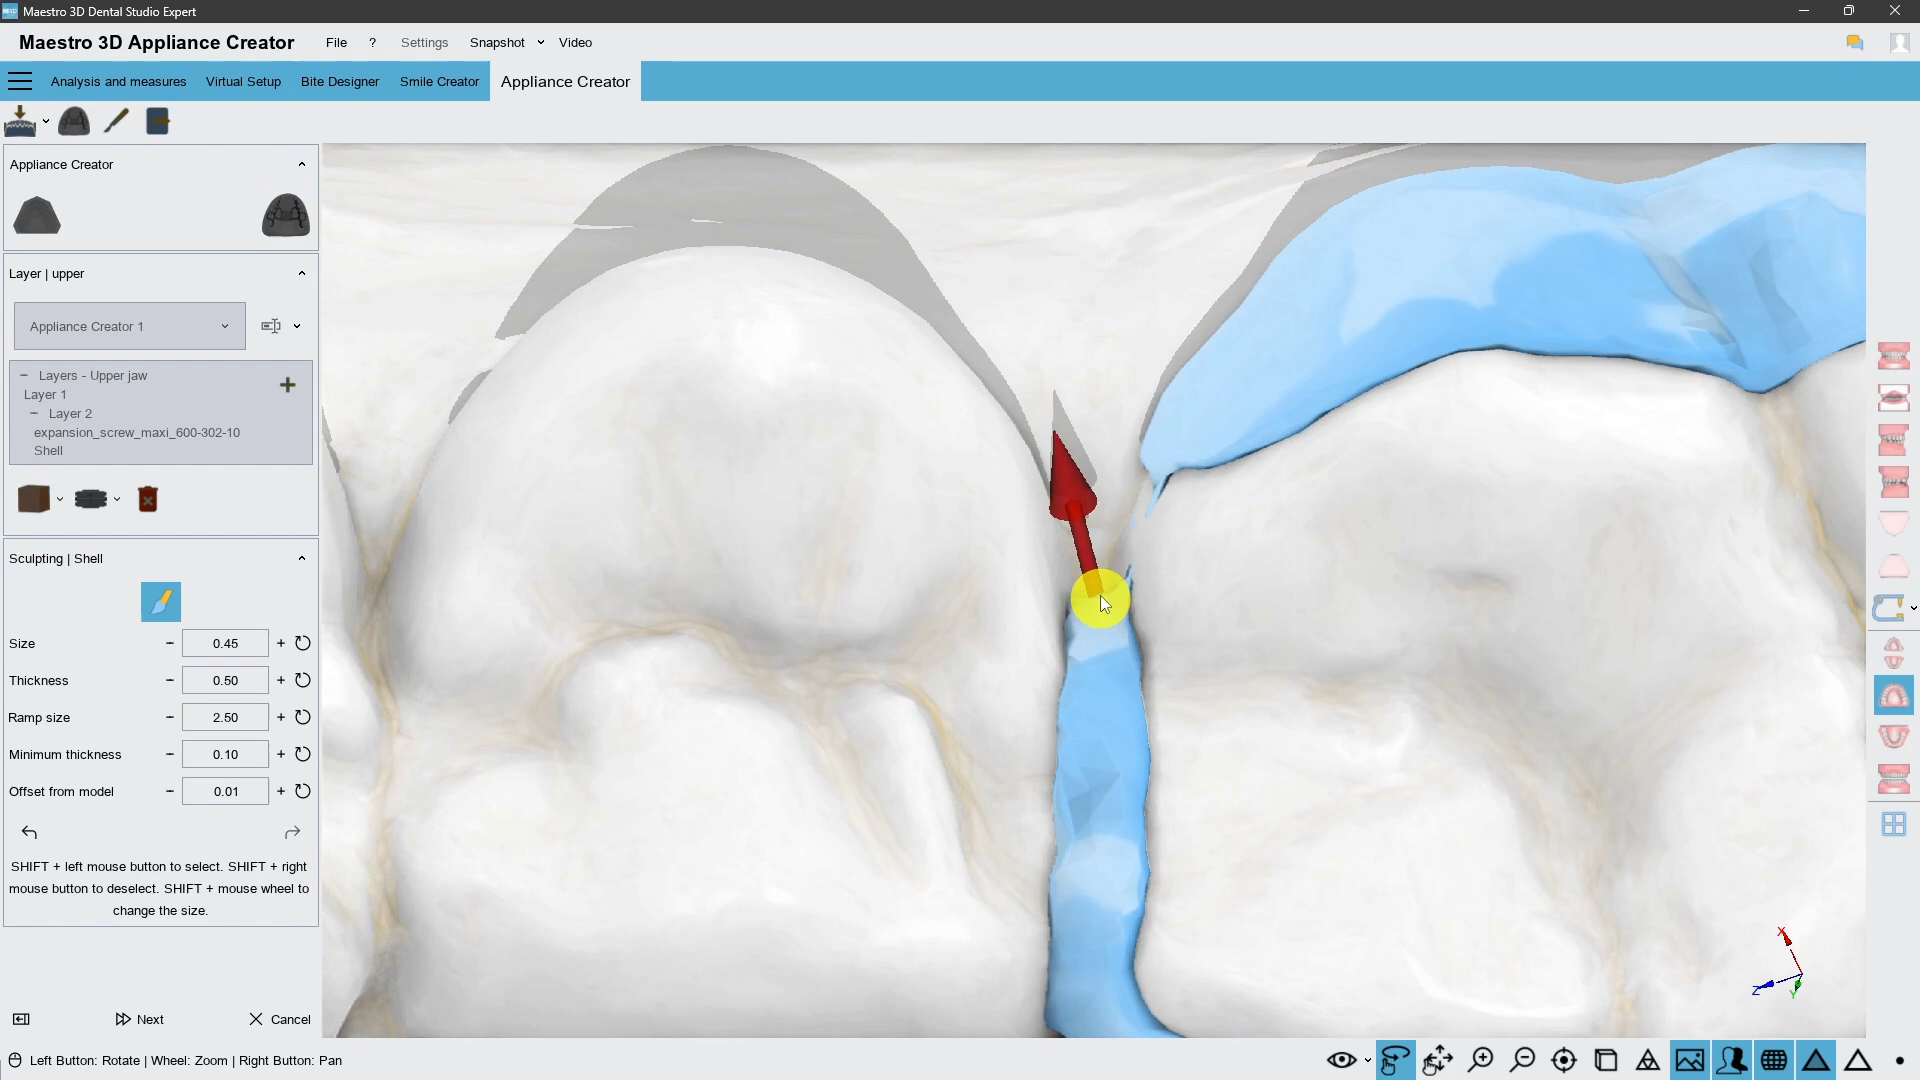 Maestro 3D Dental Studio Expert
Maestro 3D Appliance Creator
File
?
Settings
Snapshot
Video
Analysis and measures
Virtual Setup
Bite Designer
Smile Creator
Appliance Creator
Appliance Creator
Layer | upper
Appliance Creator 1
Layers - Upper jaw
Layer 1
Layer 2
expansion_screw_maxi_600-302-10
Shell
Sculpting | Shell
Size - 0.45 +
Thickness - 0.50 +
Ramp size - 2.50 +
Minimum thickness - 0.10 +
Offset from model - 0.01 +
SHIFT + left mouse button to select. SHIFT + right
mouse button to deselect. SHIFT + mouse wheel to
change the size.
Next
Cancel
X
Z
Y
Left Button: Rotate | Wheel: Zoom | Right Button: Pan